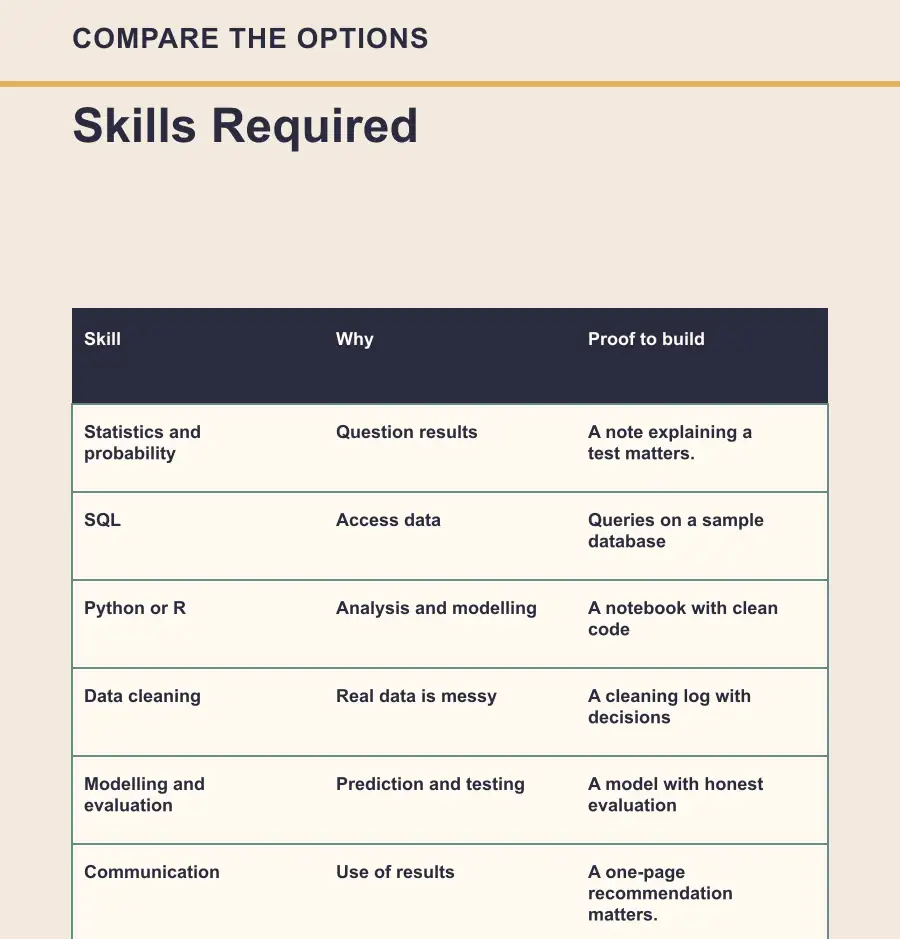 COMPARE THE OPTIONS
Skills Required
Skill Why Proof to build
Statistics and Question results A note explaining a
probability test matters.
SQL Access data Queries on a sample
database
Python or R Analysis and modelling A notebook with clean
code
Data cleaning Real data is messy A cleaning log with
decisions
Modelling and Prediction and testing A model with honest
evaluation evaluation
Communication Use of results A one-page
recommendation
matters.